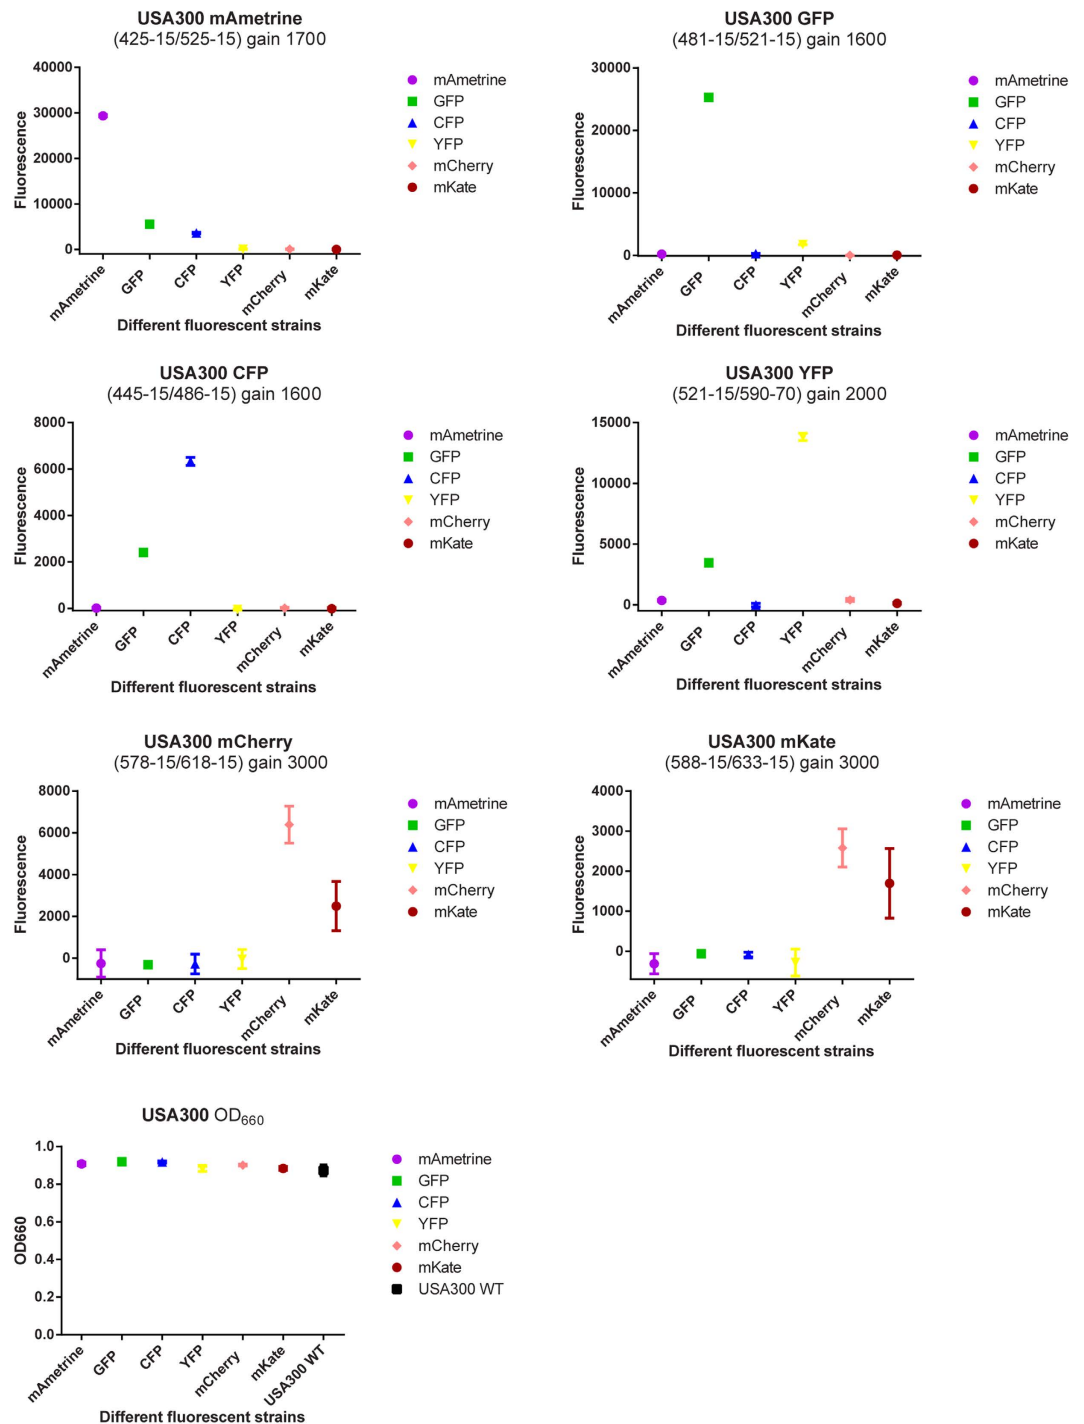 USA300 mAmetrine
(425-15/525-15) gain 1700
Fluorescence
40000
30000
20000
10000
0
mAmetrine
GFP
CFP
YFP
mCherry
mKate
Different fluorescent strains
mAmetrine
GFP
CFP
YFP
mCherry
mKate
USA300 GFP
(481-15/521-15) gain 1600
Fluorescence
30000
20000
10000
0
mAmetrine
GFP
CFP
YFP
mCherry
mKate
Different fluorescent strains
mAmetrine
GFP
CFP
YFP
mCherry
mKate
USA300 CFP
(445-15/486-15) gain 1600
Fluorescence
8000
6000
4000
2000
0
mAmetrine
GFP
CFP
YFP
mCherry
mKate
Different fluorescent strains
mAmetrine
GFP
CFP
YFP
mCherry
mKate
USA300 YFP
(521-15/590-70) gain 2000
Fluorescence
15000
10000
5000
0
mAmetrine
GFP
CFP
YFP
mCherry
mKate
Different fluorescent strains
mAmetrine
GFP
CFP
YFP
mCherry
mKate
USA300 mCherry
(578-15/618-15) gain 3000
Fluorescence
8000
6000
4000
2000
0
mAmetrine
GFP
CFP
YFP
mCherry
mKate
Different fluorescent strains
mAmetrine
GFP
CFP
YFP
mCherry
mKate
USA300 mKate
(588-15/633-15) gain 3000
Fluorescence
4000
3000
2000
1000
0
mAmetrine
GFP
CFP
YFP
mCherry
mKate
Different fluorescent strains
mAmetrine
GFP
CFP
YFP
mCherry
mKate
USA300 OD660
OD660
1.0
0.8
0.6
0.4
0.2
0.0
mAmetrine
GFP
CFP
YFP
mCherry
mKate
USA300 WT
Different fluorescent strains
mAmetrine
GFP
CFP
YFP
mCherry
mKate
USA300 WT